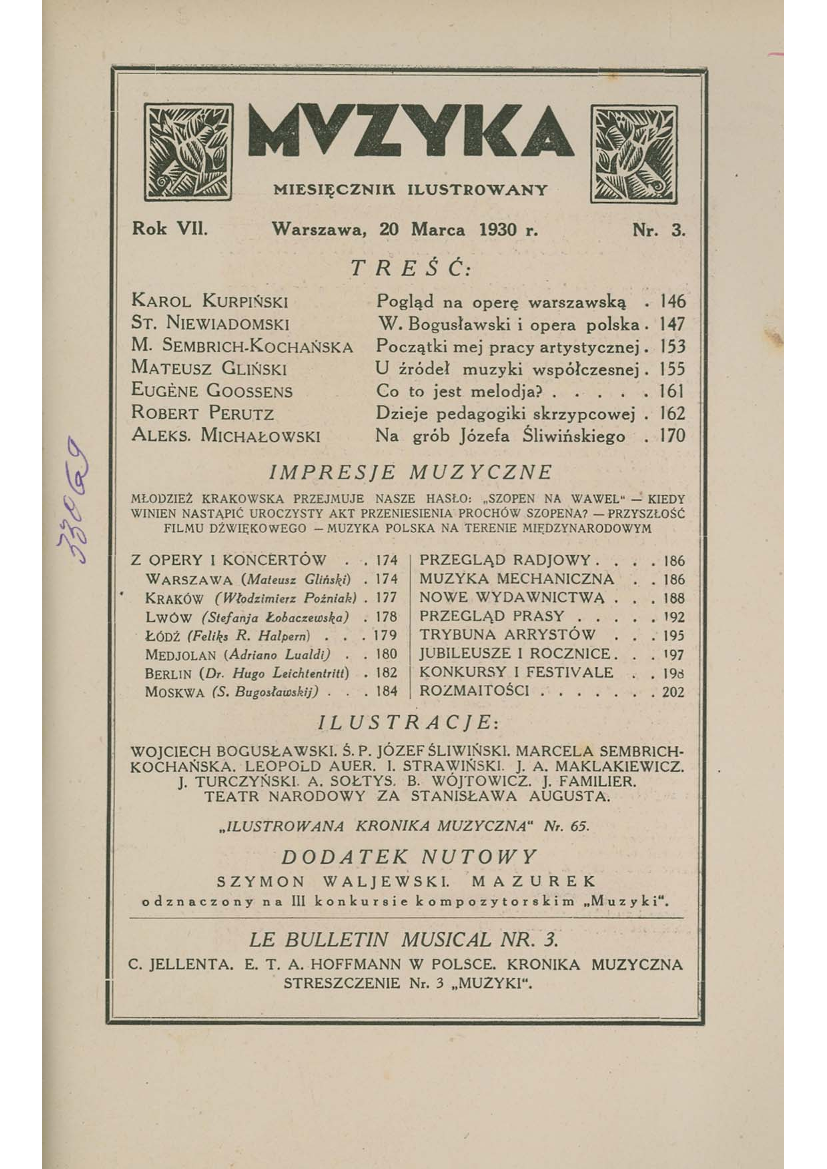 MVZYKA
MIESIĘCZNIK ILUSTROWANY
Rok VII. Warszawa, 20 Marca 1930 r. Nr. 3.
TREŚĆ:
KAROL KURPIŃSKI Pogląd na operę warszawską . 146
ST. NIEWIADOMSKI W. Bogusławski i opera polska . 147
M. SEMBRICH-KOCHAŃSKA Początki mej pracy artystycznej . 153
MATEUSZ GLIŃSKI U źródeł muzyki współczesnej . 155
EUGÈNE GOOSSENS Co to jest melodja? . . . . . 161
ROBERT PERUTZ Dzieje pedagogiki skrzypcowej . 162
ALEKS. MICHAŁOWSKI Na grób Józefa Śliwińskiego . 170
IMPRESJE MUZYCZNE
MŁODZIEŻ KRAKOWSKA PRZEJMUJE NASZE HASŁO: „SZOPEN NA WAWEL" — KIEDY
WINIEN NASTĄPIĆ UROCZYSTY AKT PRZENIESIENIA PROCHÓW SZOPENA? — PRZYSZŁOŚĆ
FILMU DŹWIĘKOWEGO — MUZYKA POLSKA NA TERENIE MIĘDZYNARODOWYM
Z OPERY I KONCERTÓW . . 174
WARSZAWA (Mateusz Gliński) . 174
KRAKÓW (Włodzimierz Poźniak) . 177
LWÓW (Stefanja Łobaczewska) . 178
ŁÓDŹ (Feliks R. Halpern) . . . 179
MEDJOLAN (Adriano Lualdi) . . 180
BERLIN (Dr. Hugo Leichtentritt) . 182
MOSKWA (S. Bugosławskij) . . . 184
PRZEGLĄD RADJOWY . . . . 186
MUZYKA MECHANICZNA . . 186
NOWE WYDAWNICTWA . . . 188
PRZEGLĄD PRASY . . . . . 192
TRYBUNA ARRYSTÓW . . . 195
JUBILEUSZE I ROCZNICE . . . 197
KONKURSY I FESTIVALE . . 198
ROZMAITOŚCI . . . . . . . 202
ILUSTRACJE:
WOJCIECH BOGUSŁAWSKI. Ś. P. JÓZEF ŚLIWIŃSKI. MARCELA SEMBRICH-
KOCHAŃSKA. LEOPOLD AUER. I. STRAWIŃSKI. J. A. MAKLAKIEWICZ.
J. TURCZYŃSKI. A. SOŁTYS. B. WÓJTOWICZ. J. FAMILIER.
TEATR NARODOWY ZA STANISŁAWA AUGUSTA.
„ILUSTROWANA KRONIKA MUZYCZNA" Nr. 65.
DODATEK NUTOWY
SZYMON WALJEWSKI. MAZUREK
odznaczony na III konkursie kompozytorskim „Muzyki".
LE BULLETIN MUSICAL NR. 3.
C. JELLENTA. E. T. A. HOFFMANN W POLSCE. KRONIKA MUZYCZNA
STRESZCZENIE Nr. 3 „MUZYKI".